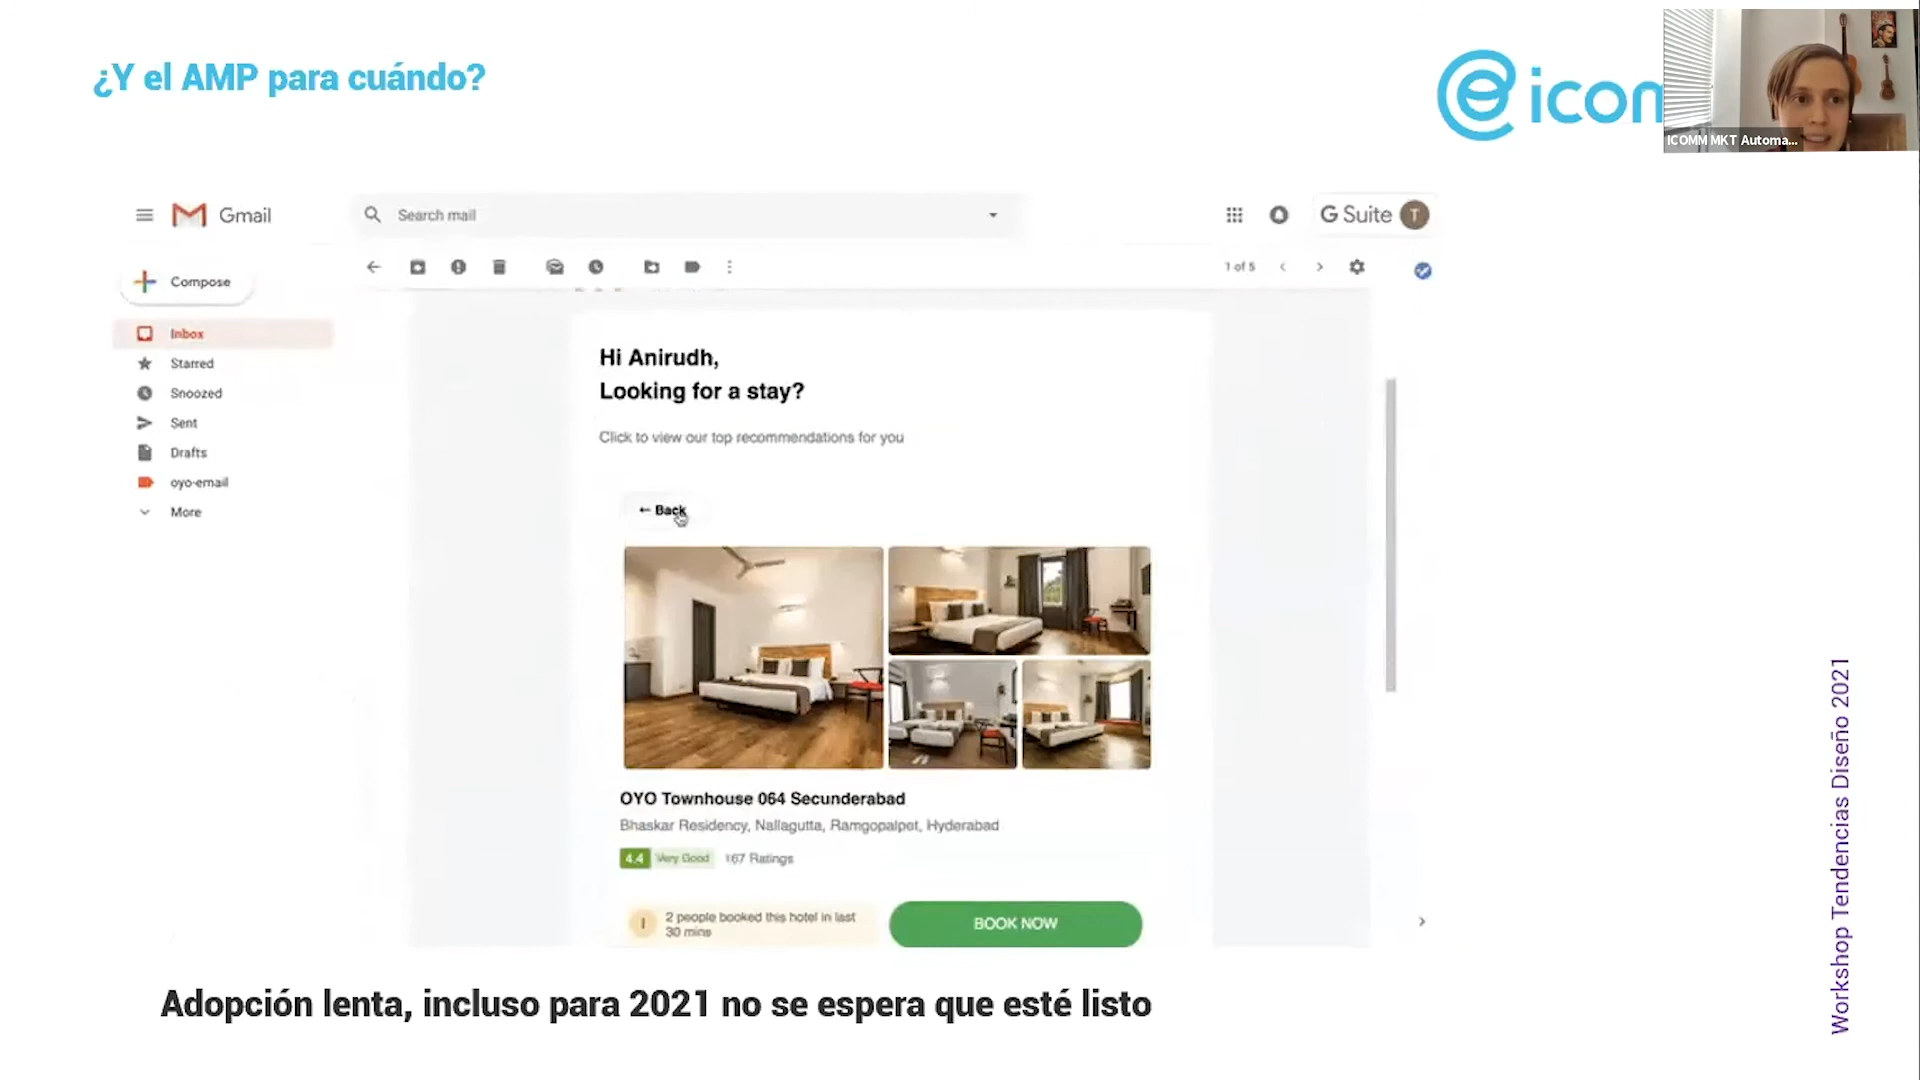 ¿Y el AMP para cuándo?
icom
ICOMM MKT Automa...
Gmail
Search mail
G Suite
T
Compose
1 of 5
Inbox
Starred
Snoozed
Sent
Drafts
oyo-email
More
Hi Anirudh,
Looking for a stay?
Click to view our top recommendations for you
← Back
OYO Townhouse 064 Secunderabad
Bhaskar Residency, Nallagutta, Ramgopalpet, Hyderabad
4.4 Very Good 167 Ratings
2 people booked this hotel in last
30 mins
BOOK NOW
Adopción lenta, incluso para 2021 no se espera que esté listo
Workshop Tendencias Diseño 2021